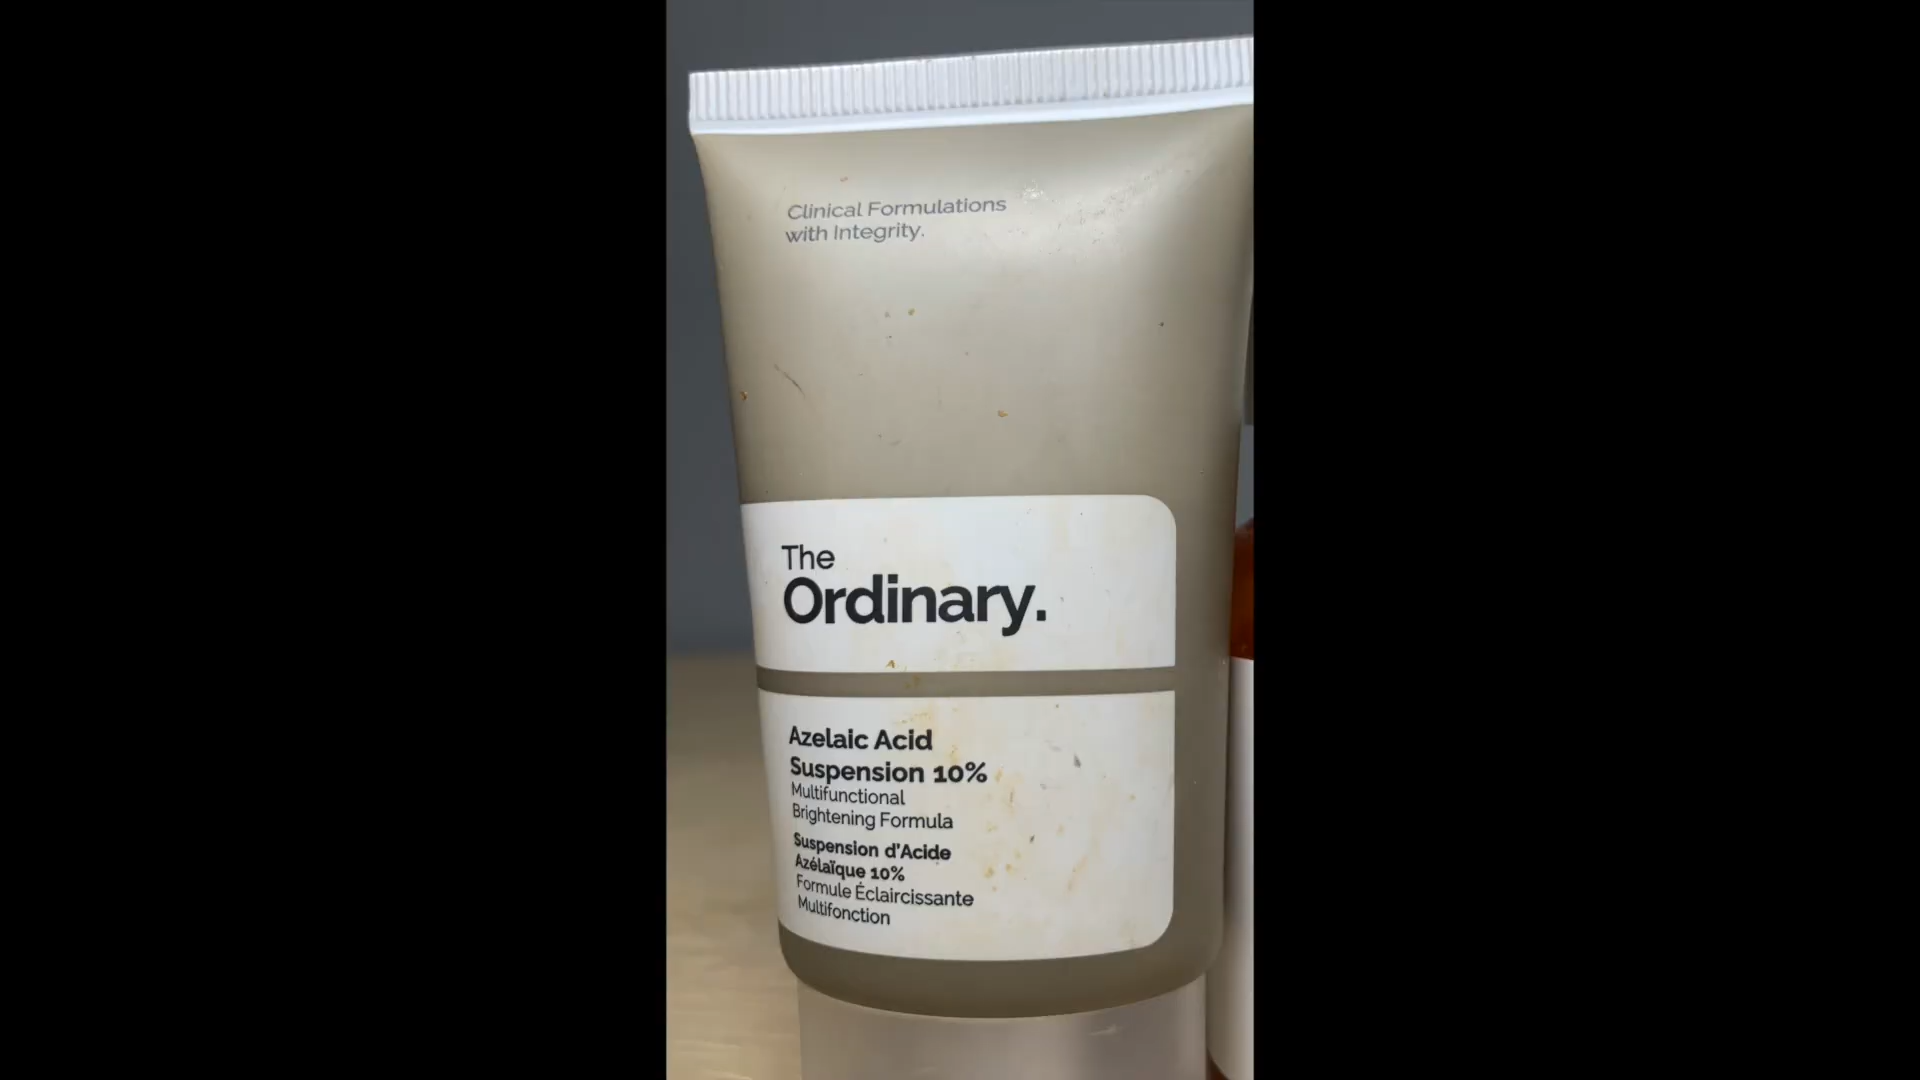 Clinical Formulations
with Integrity.
The
Ordinary.
Azelaic Acid
Suspension 10%
Multifunctional
Brightening Formula
Suspension d'Acide
Azélaïque 10%
Formule Éclaircissante
Multifonction